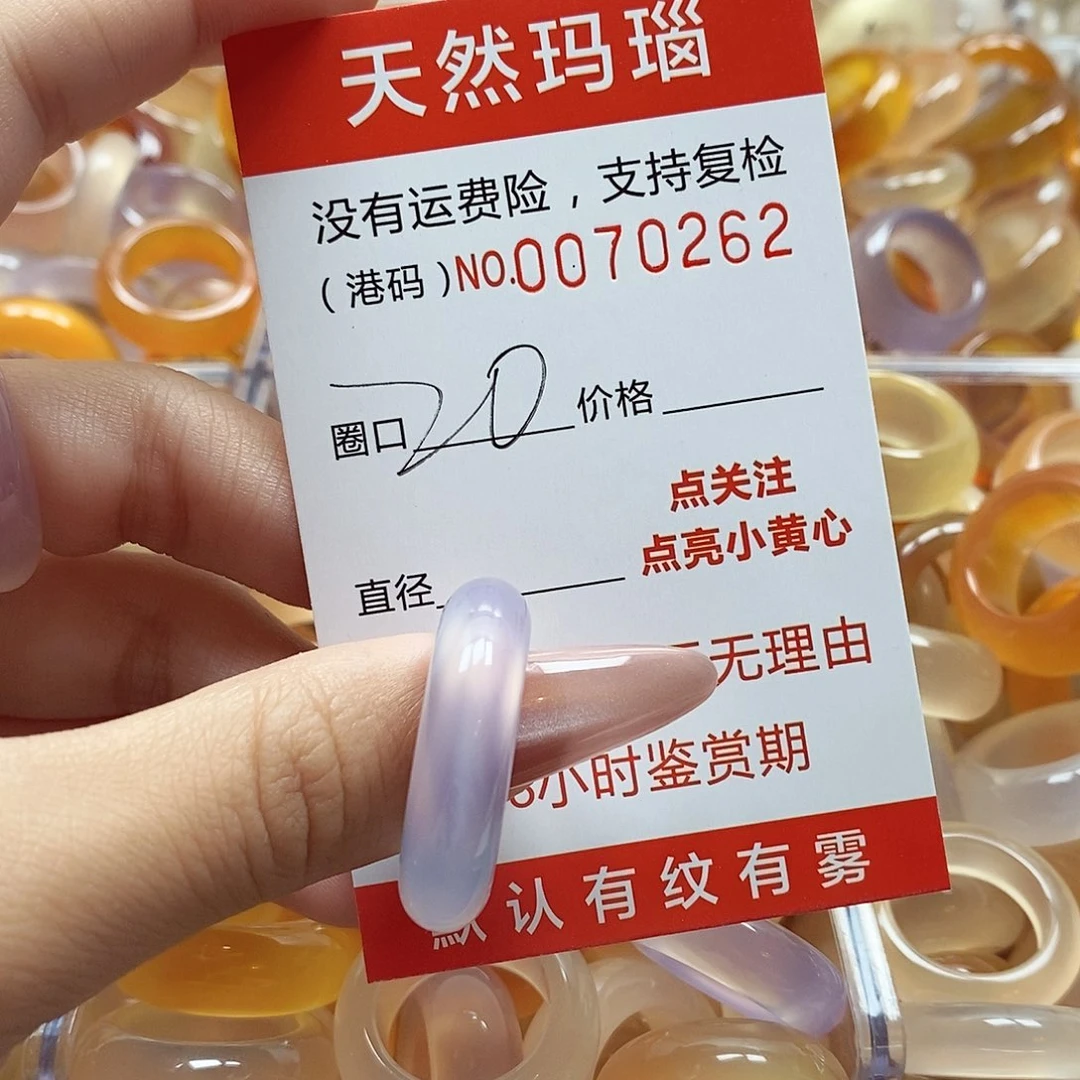 天然玛瑙
没有运费险，支持复检
（港码）NO.0070262
圈口 20 价格
点关注
点亮小黄心
直径
无理由
小时鉴赏期
默认有纹有雾